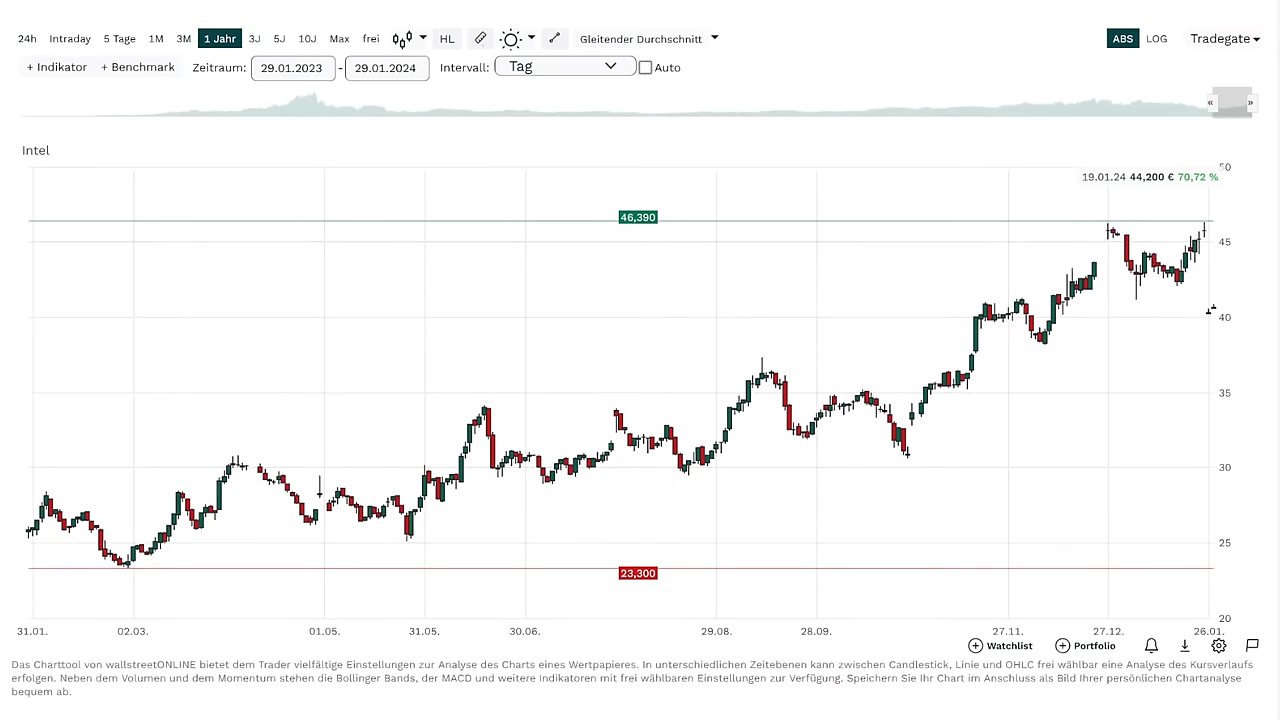 24h Intraday 5 Tage 1M 3M 1 Jahr 3J 5J 10J Max frei HL Gleitender Durchschnitt ABS LOG Tradegate
+ Indikator + Benchmark Zeitraum: 29.01.2023 - 29.01.2024 Intervall: Tag Auto
« »
Intel
50
19.01.24 44,200 € 70,72 %
46,390
45
40
35
30
25
23,300
20
31.01. 02.03. 01.05. 31.05. 30.06. 29.08. 28.09. 27.11. 27.12. 26.01.
Watchlist Portfolio
Das Charttool von wallstreetONLINE bietet dem Trader vielfältige Einstellungen zur Analyse des Charts eines Wertpapieres. In unterschiedlichen Zeitebenen kann zwischen Candlestick, Linie und OHLC frei wählbar eine Analyse des Kursverlaufs
erfolgen. Neben dem Volumen und dem Momentum stehen die Bollinger Bands, der MACD und weitere Indikatoren mit frei wählbaren Einstellungen zur Verfügung. Speichern Sie Ihr Chart im Anschluss als Bild Ihrer persönlichen Chartanalyse
bequem ab.